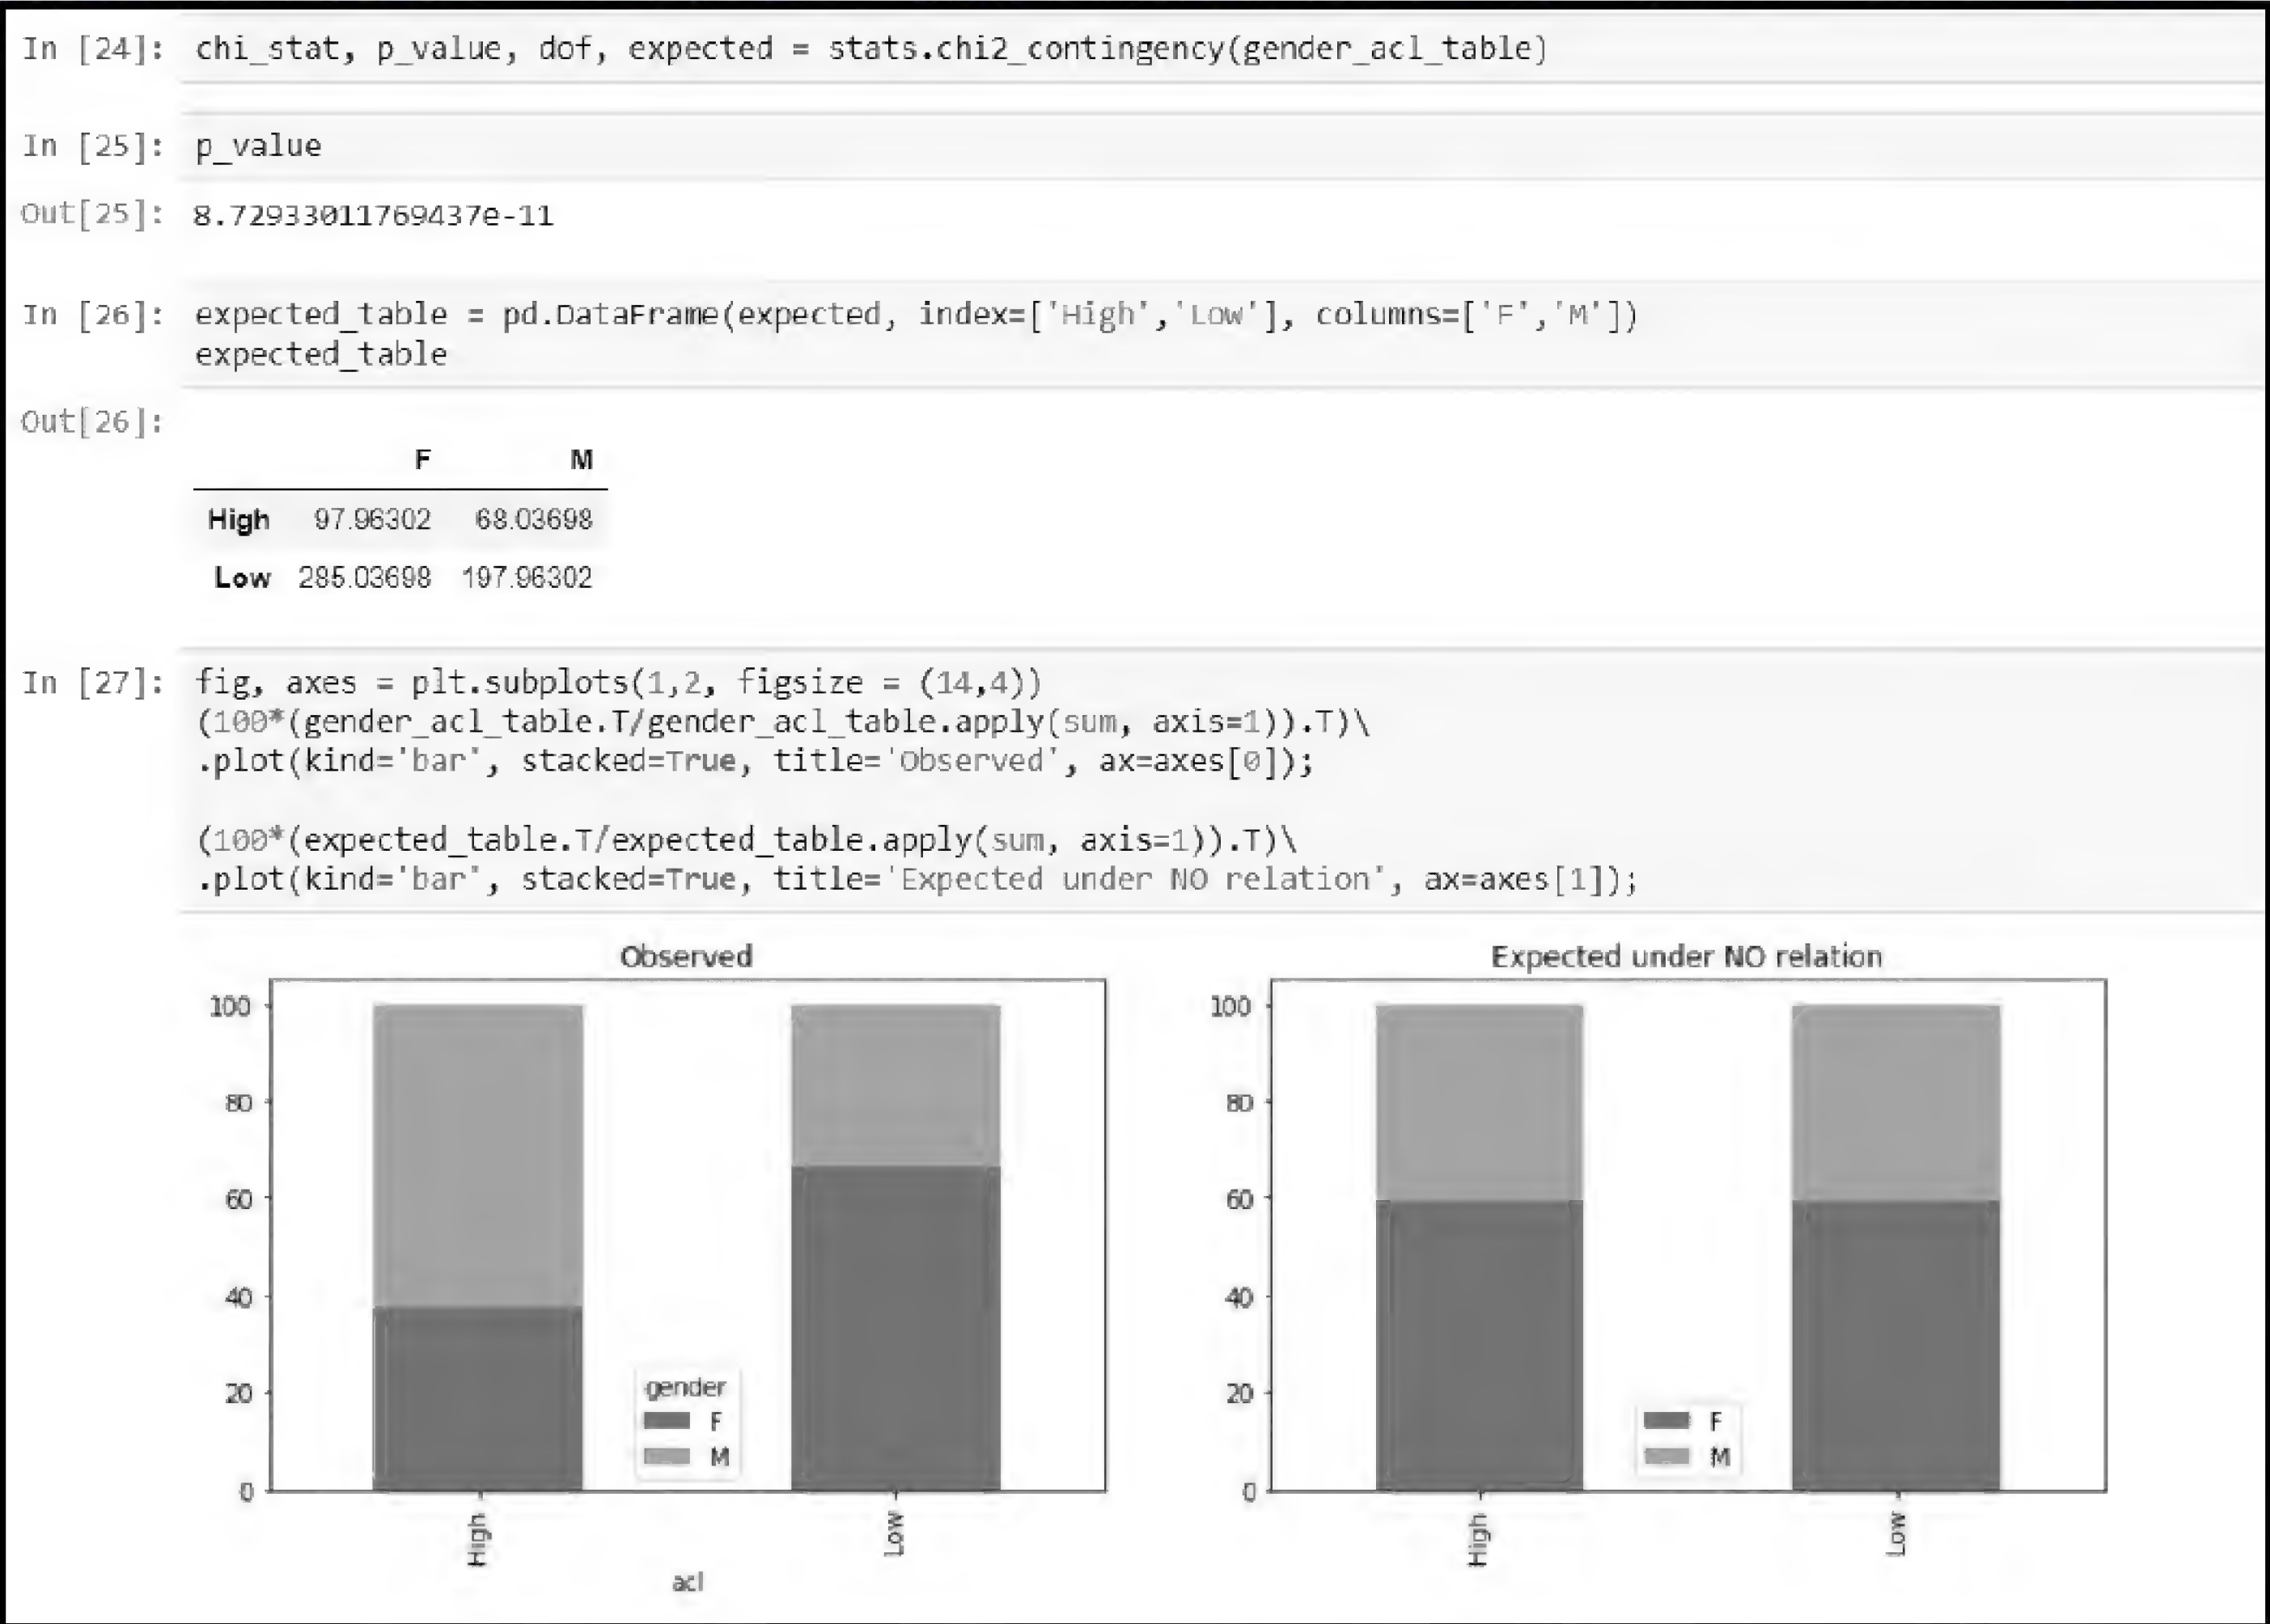 In [24]: chi_stat, p_value, dof, expected = stats.chi2_contingency(gender_acl_table)
In [25]: p_value
Out[25]: 8.72933011769437e-11
In [26]: expected_table = pd.DataFrame(expected, index=['High','Low'], columns=['F','M'])
expected_table
Out[26]:
F M
High 97.96302 68.03698
Low 285.03698 197.96302
In [27]: fig, axes = plt.subplots(1,2, figsize = (14,4))
(100*(gender_acl_table.T/gender_acl_table.apply(sum, axis=1)).T)\
.plot(kind='bar', stacked=True, title='Observed', ax=axes[0]);
(100*(expected_table.T/expected_table.apply(sum, axis=1)).T)\
.plot(kind='bar', stacked=True, title='Expected under NO relation', ax=axes[1]);
Observed
100
80
60
40
20
0
gender
F
M
High
Low
acl
Expected under NO relation
100
80
60
40
20
0
F
M
High
Low